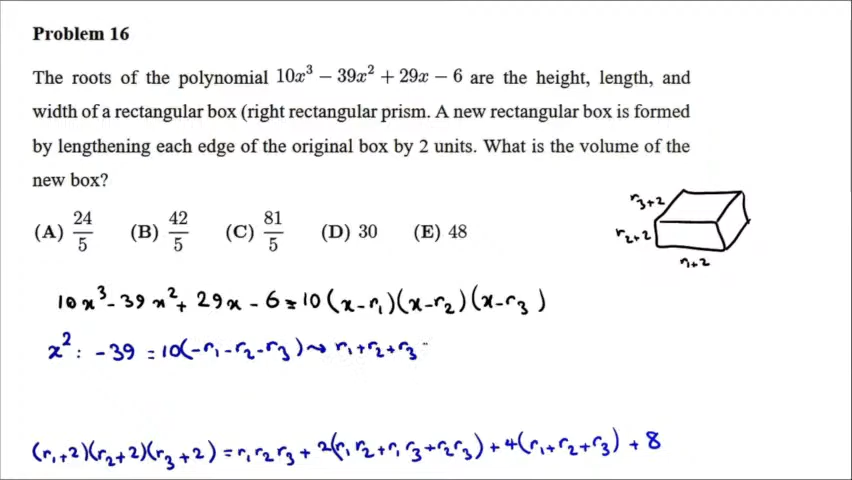 Problem 16
The roots of the polynomial 10x³ − 39x² + 29x − 6 are the height, length, and
width of a rectangular box (right rectangular prism. A new rectangular box is formed
by lengthening each edge of the original box by 2 units. What is the volume of the
new box?
(A) 24/5 (B) 42/5 (C) 81/5 (D) 30 (E) 48
r₃+2
r₂+2
r₁+2
10x³ - 39x² + 29x - 6 = 10(x-r₁)(x-r₂)(x-r₃)
x² : -39 = 10(-r₁-r₂-r₃) ⇝ r₁+r₂+r₃
(r₁+2)(r₂+2)(r₃+2) = r₁r₂r₃ + 2(r₁r₂+r₁r₃+r₂r₃) + 4(r₁+r₂+r₃) + 8